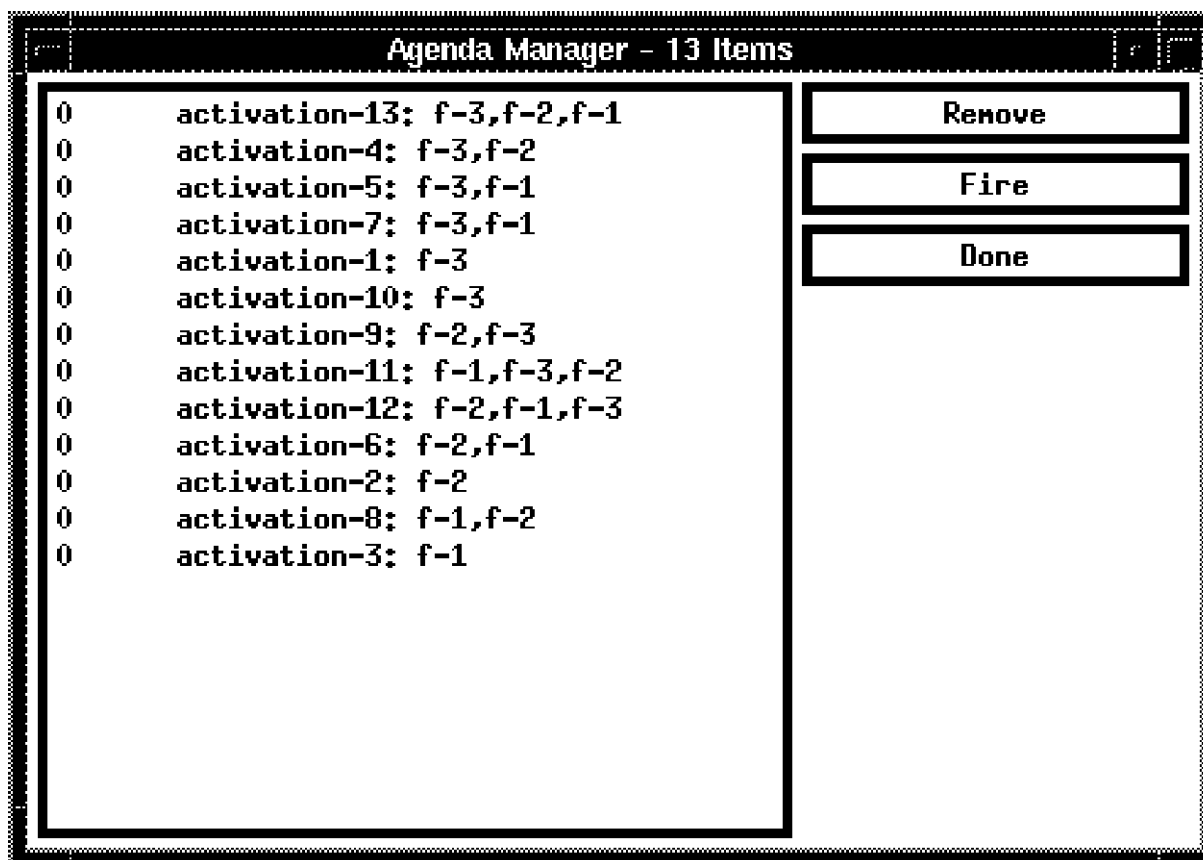 Agenda Manager - 13 Items
0 activation-13: f-3,f-2,f-1
0 activation-4: f-3,f-2
0 activation-5: f-3,f-1
0 activation-7: f-3,f-1
0 activation-1: f-3
0 activation-10: f-3
0 activation-9: f-2,f-3
0 activation-11: f-1,f-3,f-2
0 activation-12: f-2,f-1,f-3
0 activation-6: f-2,f-1
0 activation-2: f-2
0 activation-8: f-1,f-2
0 activation-3: f-1
Remove
Fire
Done